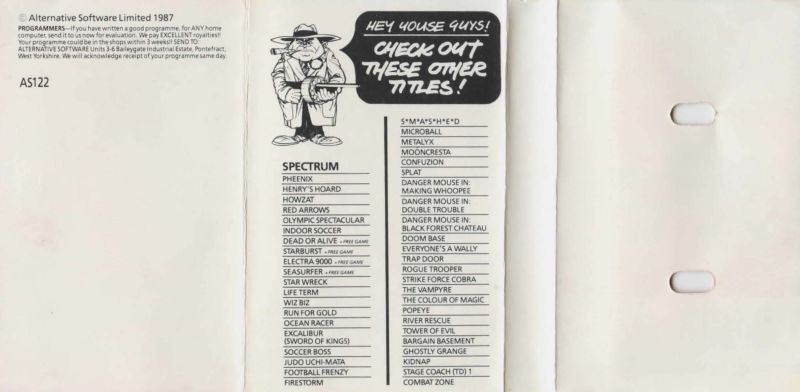 © Alternative Software Limited 1987
PROGRAMMERS—If you have written a good programme, for ANY home
computer, send it to us now for evaluation. We pay EXCELLENT royalties!!
Your programme could be in the shops within 3 weeks!! SEND TO:
ALTERNATIVE SOFTWARE Units 3-6 Baileygate Industrial Estate, Pontefract,
West Yorkshire. We will acknowledge receipt of your programme same day.
AS122
HEY YOUSE GUYS!
CHECK OUT
THESE OTHER
TITLES!
SPECTRUM
PHEENIX
HENRY'S HOARD
HOWZAT
RED ARROWS
OLYMPIC SPECTACULAR
INDOOR SOCCER
DEAD OR ALIVE + FREE GAME
STARBURST + FREE GAME
ELECTRA 9000 + FREE GAME
SEASURFER + FREE GAME
STAR WRECK
LIFE TERM
WIZ BIZ
RUN FOR GOLD
OCEAN RACER
EXCALIBUR
(SWORD OF KINGS)
SOCCER BOSS
JUDO UCHI-MATA
FOOTBALL FRENZY
FIRESTORM
S*M*A*S*H*E*D
MICROBALL
METALYX
MOONCRESTA
CONFUZION
SPLAT
DANGER MOUSE IN:
MAKING WHOOPEE
DANGER MOUSE IN:
DOUBLE TROUBLE
DANGER MOUSE IN:
BLACK FOREST CHATEAU
DOOM BASE
EVERYONE'S A WALLY
TRAP DOOR
ROGUE TROOPER
STRIKE FORCE COBRA
THE VAMPYRE
THE COLOUR OF MAGIC
POPEYE
RIVER RESCUE
TOWER OF EVIL
BARGAIN BASEMENT
GHOSTLY GRANGE
KIDNAP
STAGE COACH (TD) 1
COMBAT ZONE